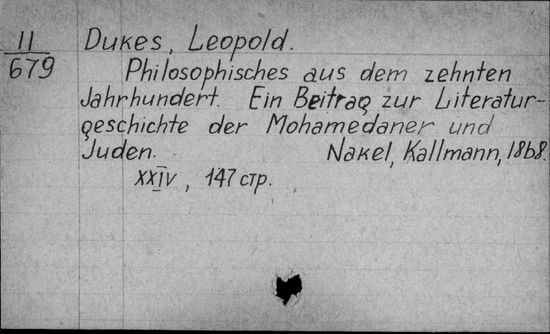 II
679
Dukes, Leopold.
Philosophisches aus dem zehnten
Jahrhundert. Ein Beitrag zur Literatur-
geschichte der Mohamedaner und
Juden. Nakel, Kallmann, 1868.
XXIV, 147 стр.